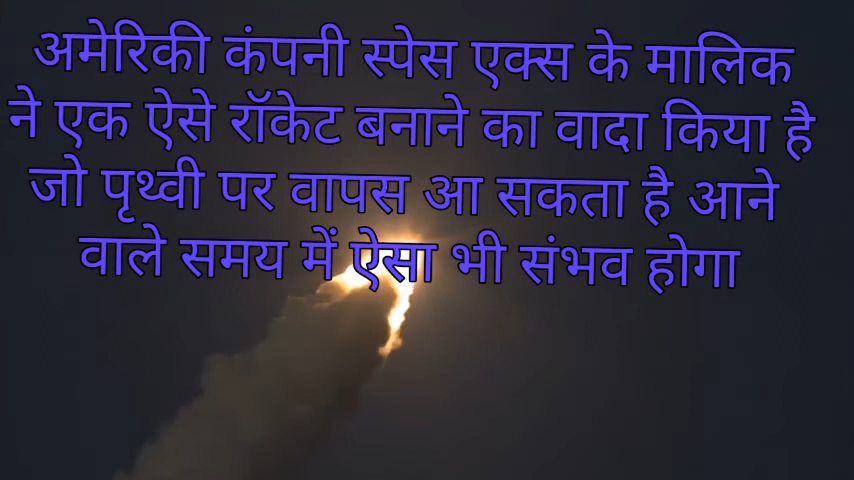 अमेरिकी कंपनी स्पेस एक्स के मालिक
ने एक ऐसे रॉकेट बनाने का वादा किया है
जो पृथ्वी पर वापस आ सकता है आने
वाले समय में ऐसा भी संभव होगा